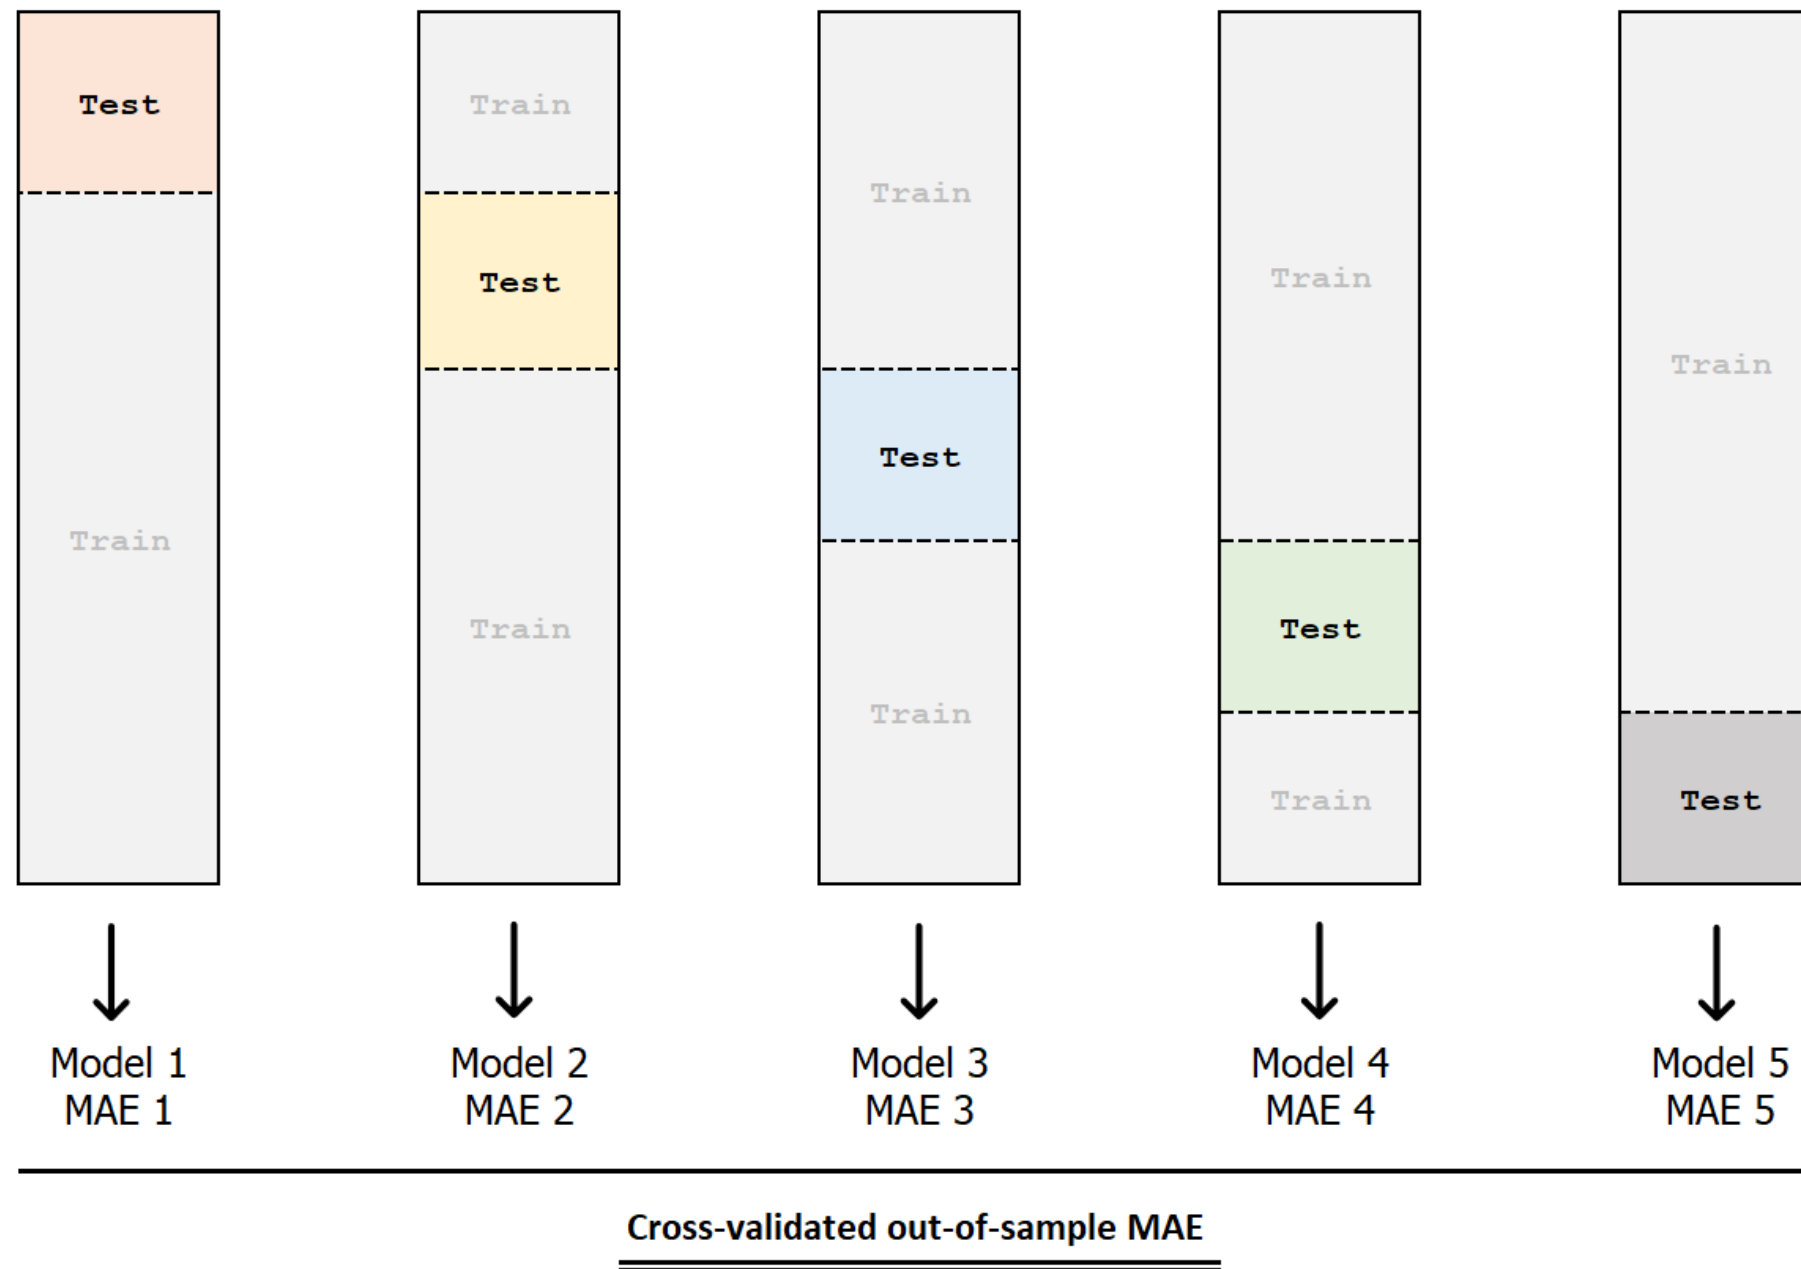 Test
Train
Train
Test
Train
Train
Test
Train
Train
Test
Train
Train
Test
Model 1
MAE 1
Model 2
MAE 2
Model 3
MAE 3
Model 4
MAE 4
Model 5
MAE 5
Cross-validated out-of-sample MAE